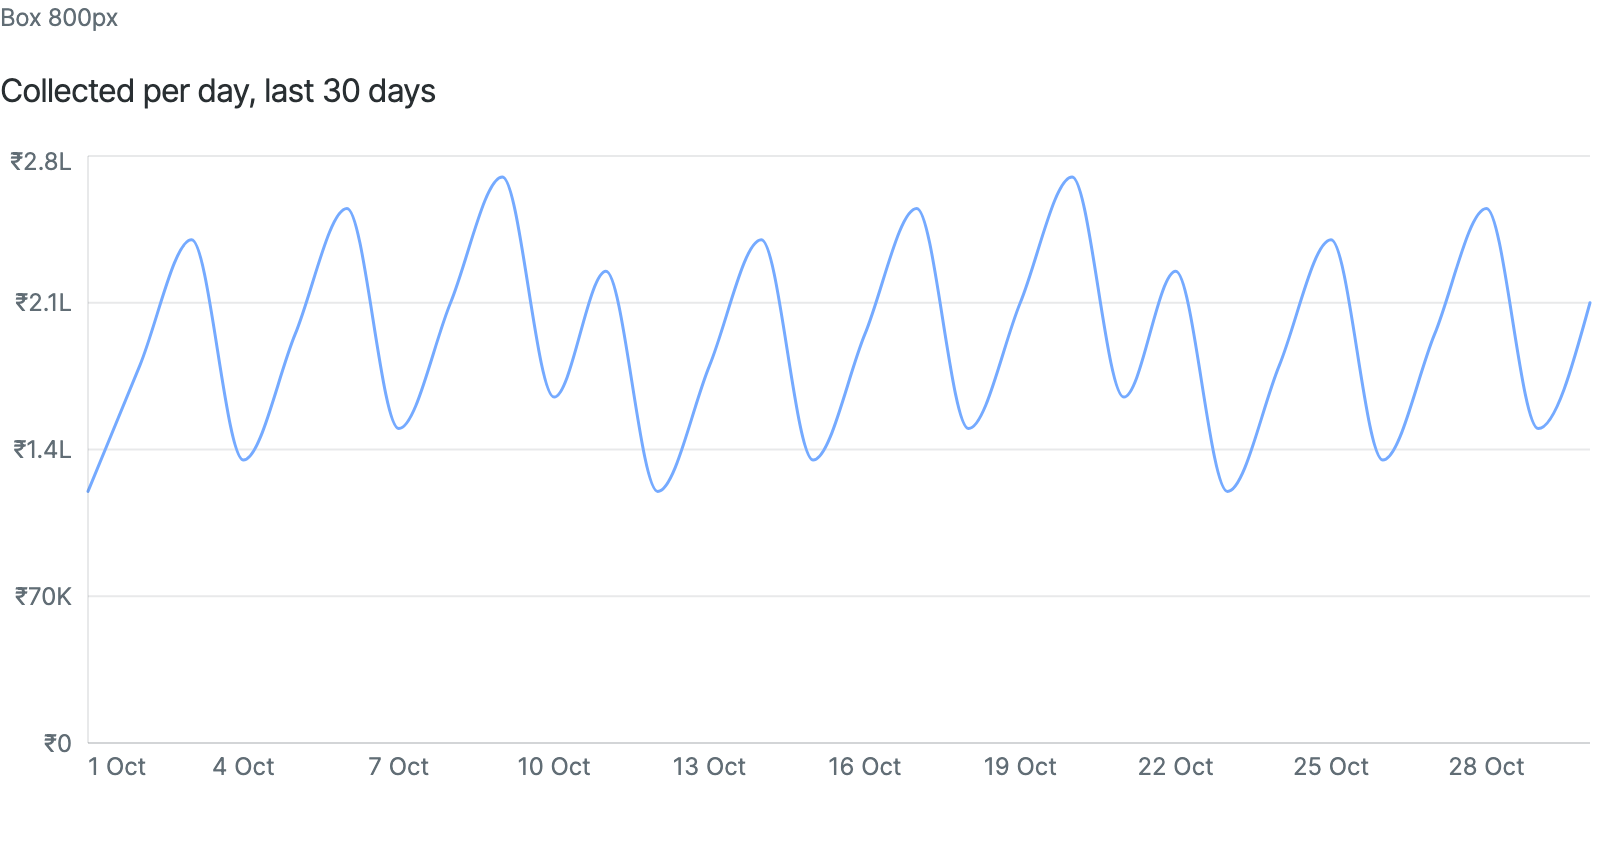 Box 800px
Collected per day, last 30 days
₹2.8L
₹2.1L
₹1.4L
₹70K
₹0
1 Oct 4 Oct 7 Oct 10 Oct 13 Oct 16 Oct 19 Oct 22 Oct 25 Oct 28 Oct